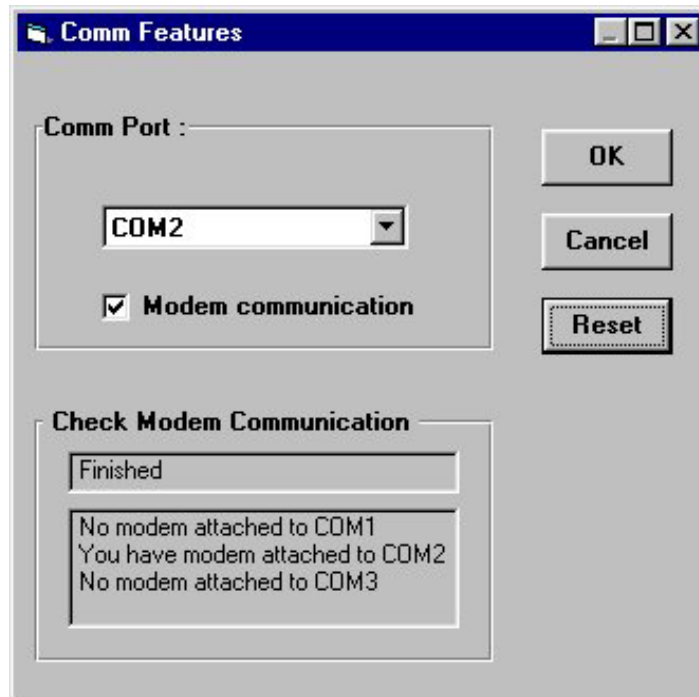 Comm Features
Comm Port :
OK
COM2
Cancel
Modem communication
Reset
Check Modem Communication
Finished
No modem attached to COM1
You have modem attached to COM2
No modem attached to COM3